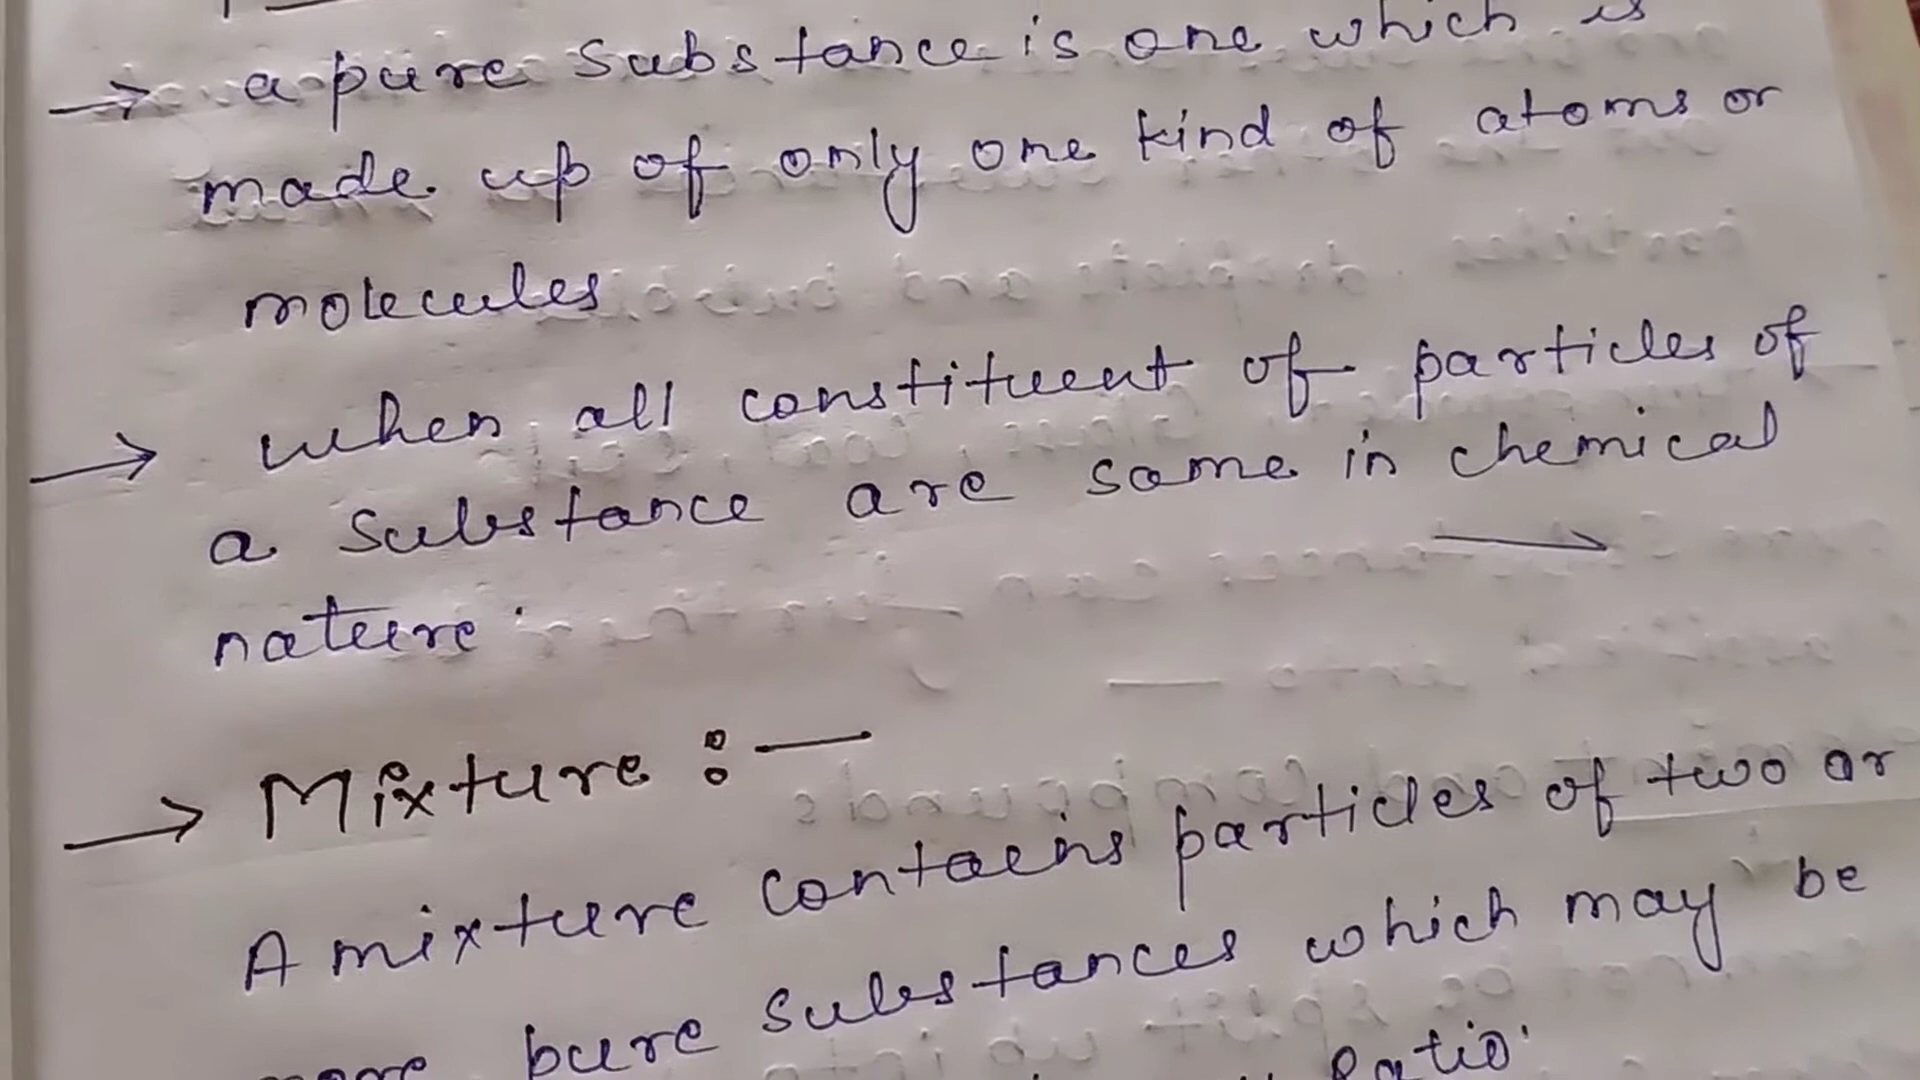 → a pure substance is one which is
made up of only one kind of atoms or
molecules
→ when all constituent of particles of
a substance are same in chemical
nature. →
→ Mixture :—
A mixture contains particles of two or
more pure substances which may be
Ratio.